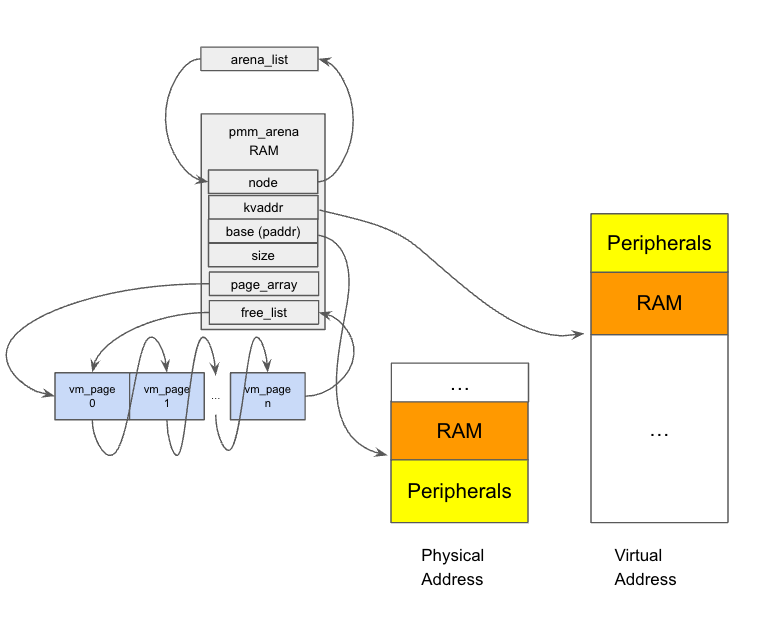 arena_list
pmm_arena
RAM
node
kvaddr
base (paddr)
size
page_array
free_list
vm_page
0
vm_page
1
...
vm_page
n
...
RAM
Peripherals
Physical
Address
Peripherals
RAM
...
Virtual
Address